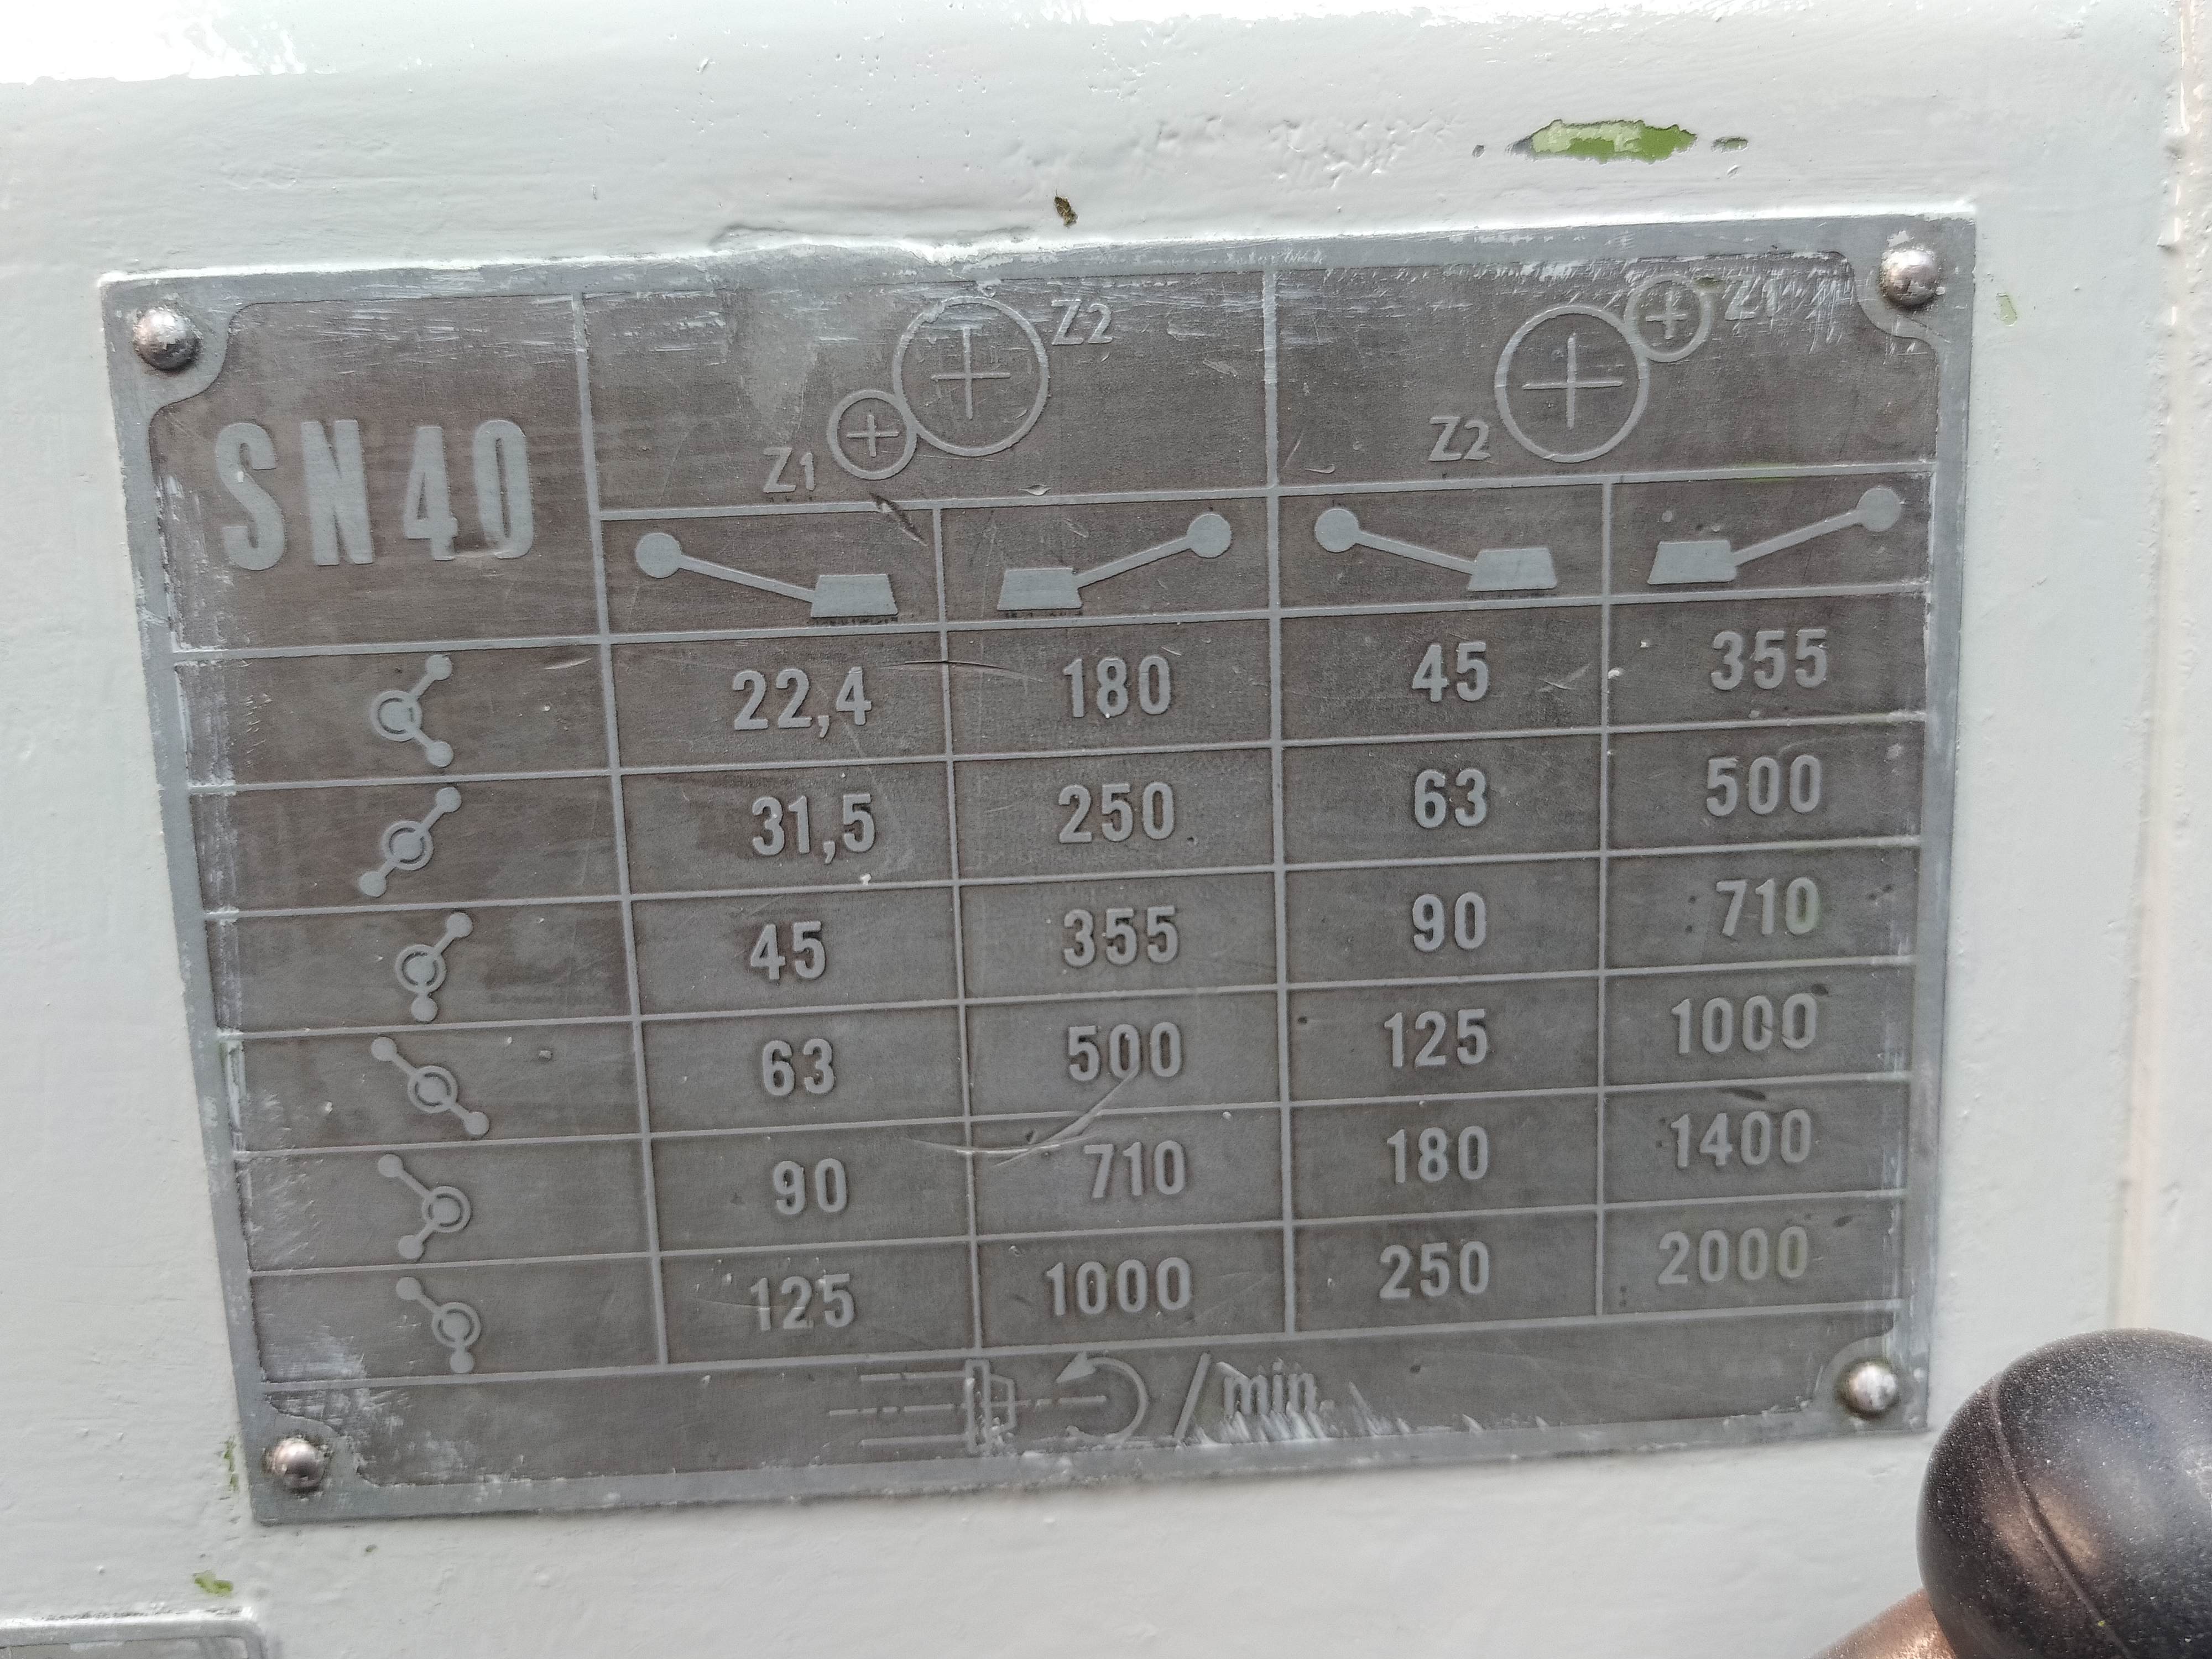 Z2 Z1
SN40 Z1 Z2
22,4 180 45 355
31,5 250 63 500
45 355 90 710
63 500 125 1000
90 710 180 1400
125 1000 250 2000
/min.